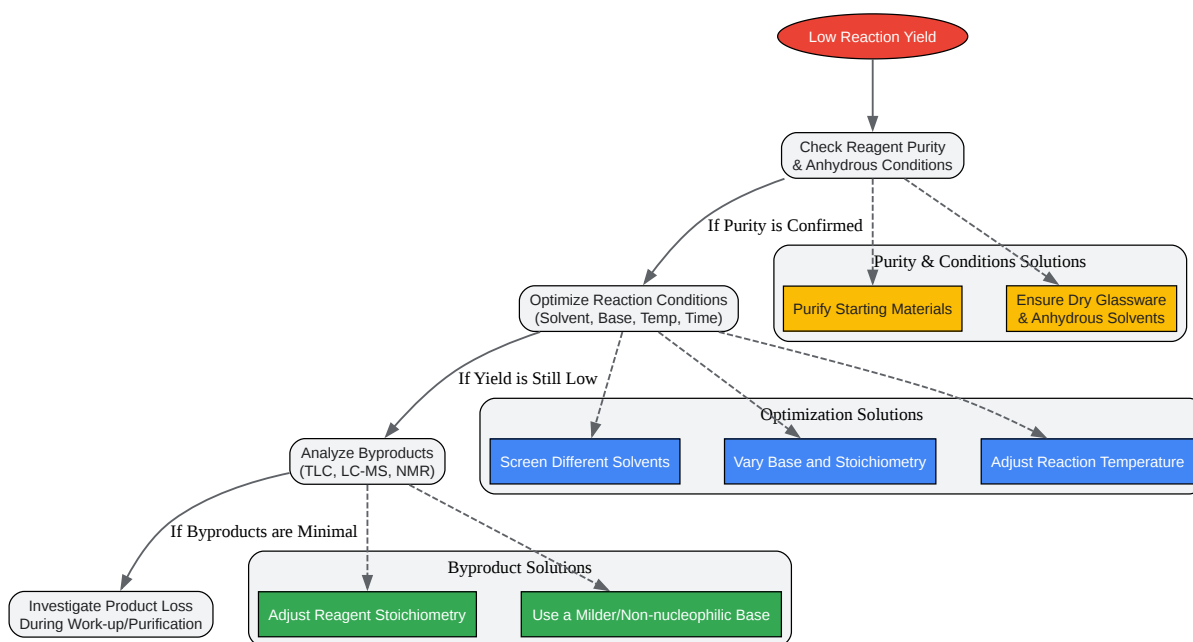 Low Reaction Yield
Check Reagent Purity
& Anhydrous Conditions
If Purity is Confirmed
Purity & Conditions Solutions
Purify Starting Materials
Ensure Dry Glassware
& Anhydrous Solvents
Optimize Reaction Conditions
(Solvent, Base, Temp, Time)
If Yield is Still Low
Optimization Solutions
Screen Different Solvents
Vary Base and Stoichiometry
Adjust Reaction Temperature
Analyze Byproducts
(TLC, LC-MS, NMR)
If Byproducts are Minimal
Byproduct Solutions
Adjust Reagent Stoichiometry
Use a Milder/Non-nucleophilic Base
Investigate Product Loss
During Work-up/Purification